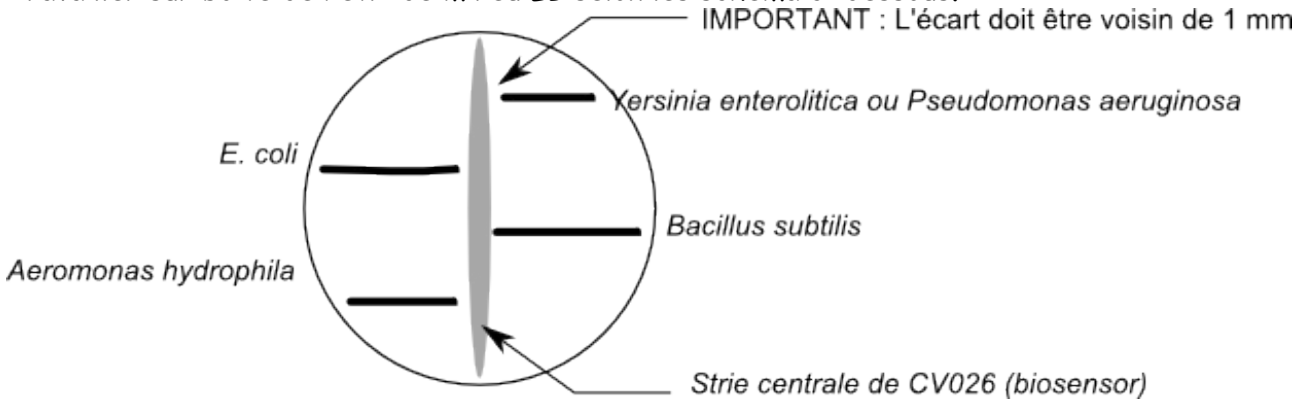 IMPORTANT : L'écart doit être voisin de 1 mm
Yersinia enterolitica ou Pseudomonas aeruginosa
E. coli
Bacillus subtilis
Aeromonas hydrophila
Strie centrale de CV026 (biosensor)